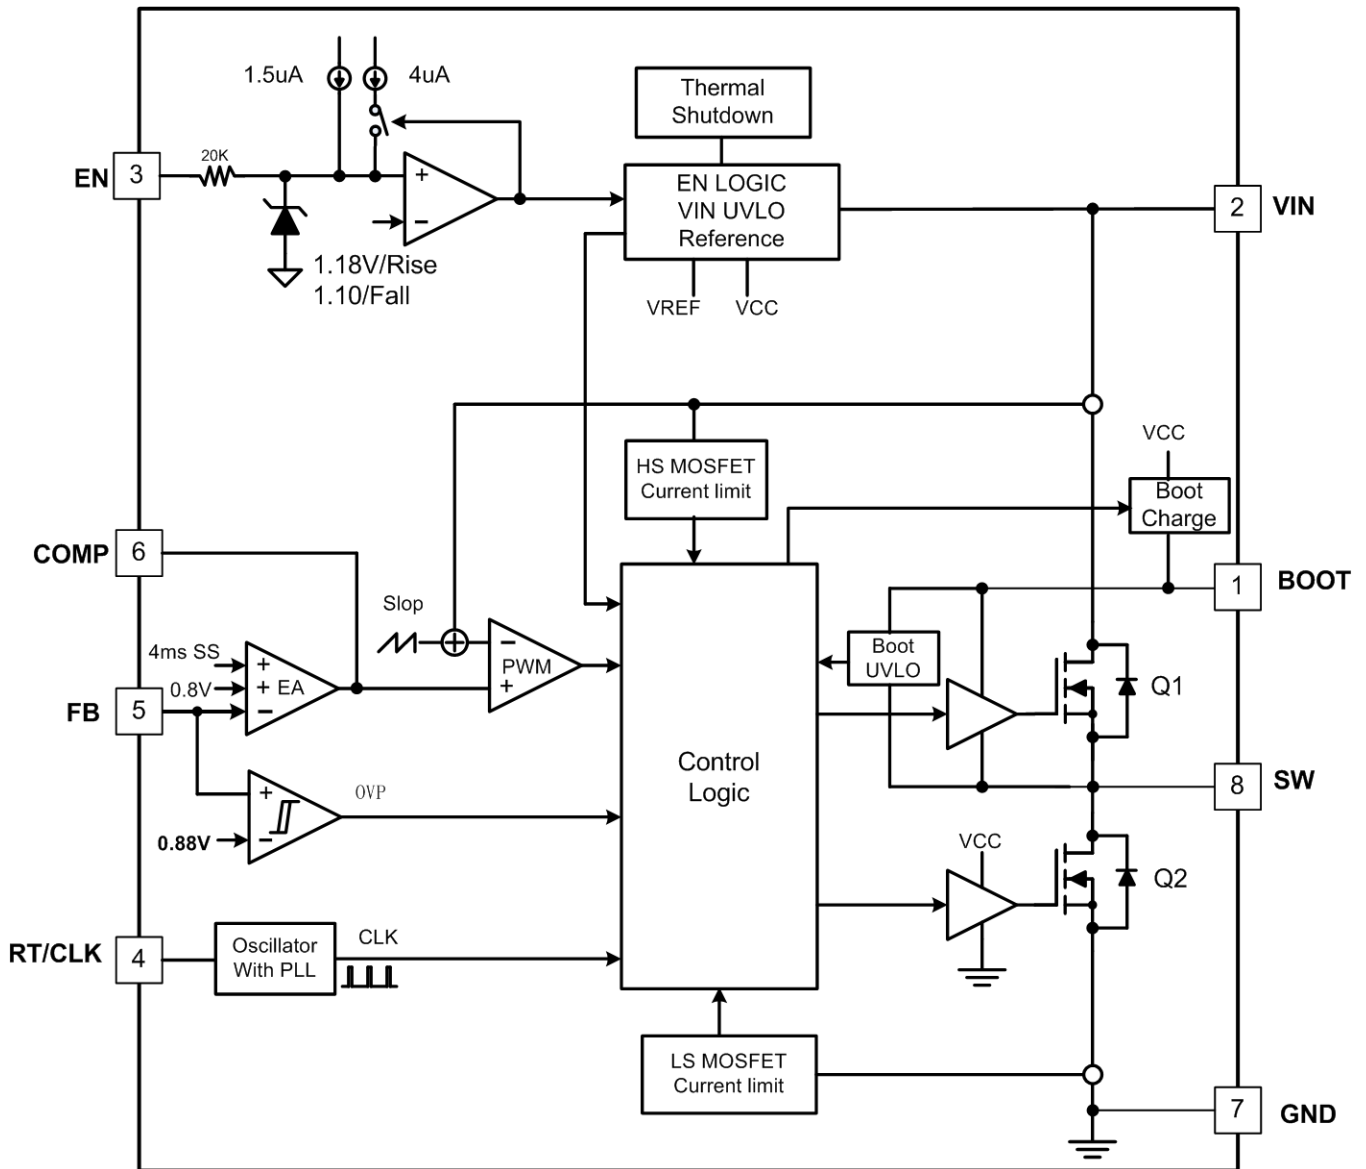 1.5uA
4uA
Thermal
Shutdown
20K
EN
3
+
−
EN LOGIC
VIN UVLO
Reference
2
VIN
1.18V/Rise
1.10/Fall
VREF
VCC
VCC
HS MOSFET
Current limit
Boot
Charge
COMP
6
1
BOOT
Slop
4ms SS
0.8V
+
+ EA
−
−
PWM
+
Boot
UVLO
Q1
FB
5
Control
Logic
8
SW
OVP
+
−
0.88V
VCC
Q2
RT/CLK
4
Oscillator
With PLL
CLK
LS MOSFET
Current limit
7
GND